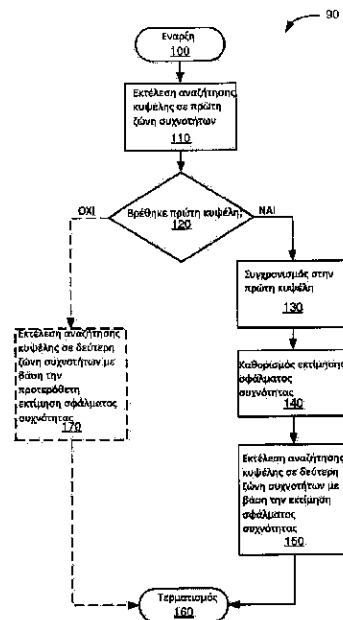 90
Εναρξη
100
Εκτέλεση αναζήτησης
κυψέλης σε πρώτη
ζώνη συχνοτήτων
110
Βρέθηκε πρώτη κυψέλη;
120
ΟΧΙ
ΝΑΙ
Συγχρονισμός στην
πρώτη κυψέλη
130
Καθορισμός εκτίμησης
σφάλματος
συχνότητας
140
Εκτέλεση αναζήτησης
κυψέλης σε δεύτερη
ζώνη συχνοτήτων με
βάση την εκτίμηση
σφάλματος
συχνότητας
150
Εκτέλεση αναζήτησης
κυψέλης σε δεύτερη
ζώνη συχνοτήτων με
βάση την
προτερόθετη
εκτίμηση σφάλματος
συχνότητας
170
Τερματισμός
160